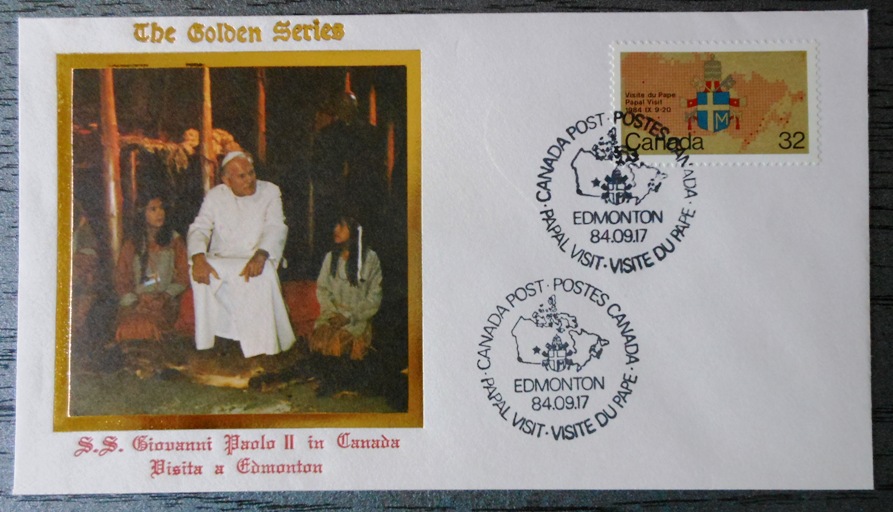 The Golden Series
S.S. Giovanni Paolo II in Canada
Visita a Edmonton
Visite du Pape
Papal Visit
1984 IX 9-20
M
Canada 32
CANADA POST · POSTES CANADA
EDMONTON
84.09.17
PAPAL VISIT · VISITE DU PAPE
CANADA POST · POSTES CANADA
EDMONTON
84.09.17
PAPAL VISIT · VISITE DU PAPE